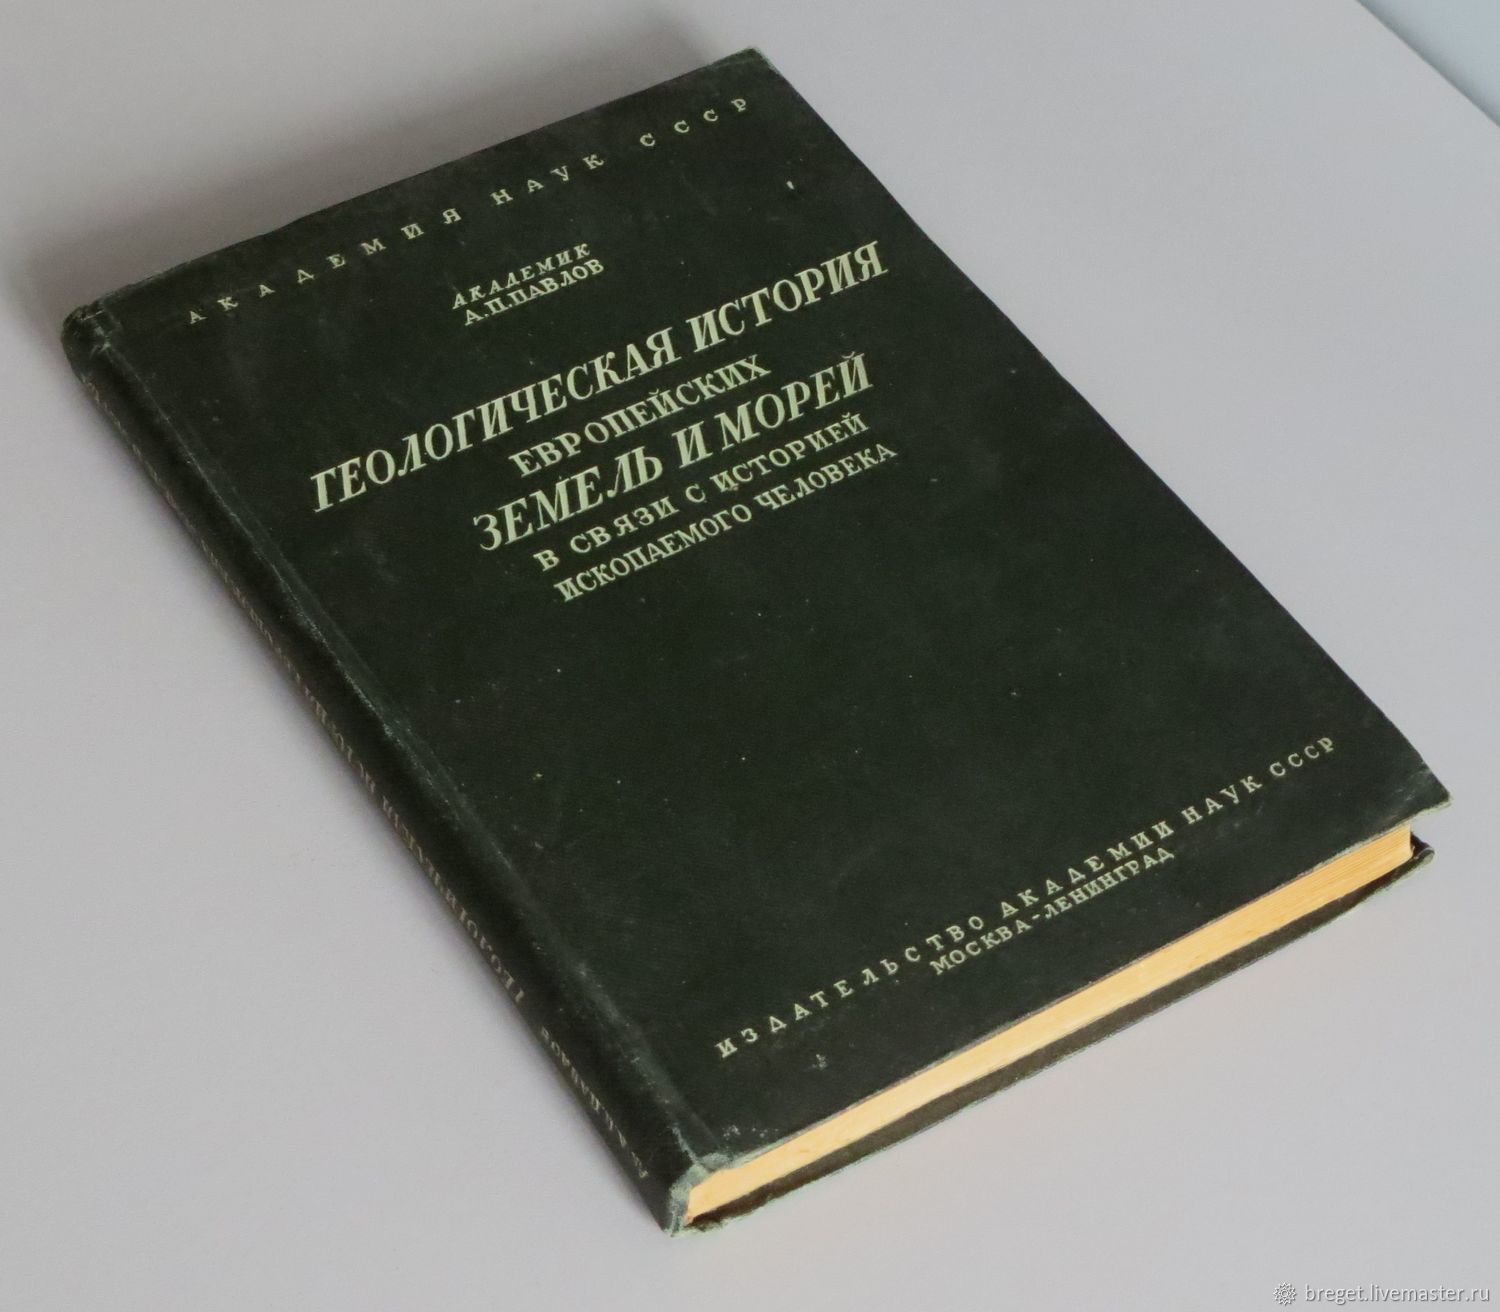 АКАДЕМИЯ НАУК СССР
АКАДЕМИК
А.П.ПАВЛОВ
ГЕОЛОГИЧЕСКАЯ ИСТОРИЯ
ЕВРОПЕЙСКИХ
ЗЕМЕЛЬ И МОРЕЙ
В СВЯЗИ С ИСТОРИЕЙ
ИСКОПАЕМОГО ЧЕЛОВЕКА
ИЗДАТЕЛЬСТВО АКАДЕМИИ НАУК СССР
МОСКВА-ЛЕНИНГРАД
breget.livemaster.ru